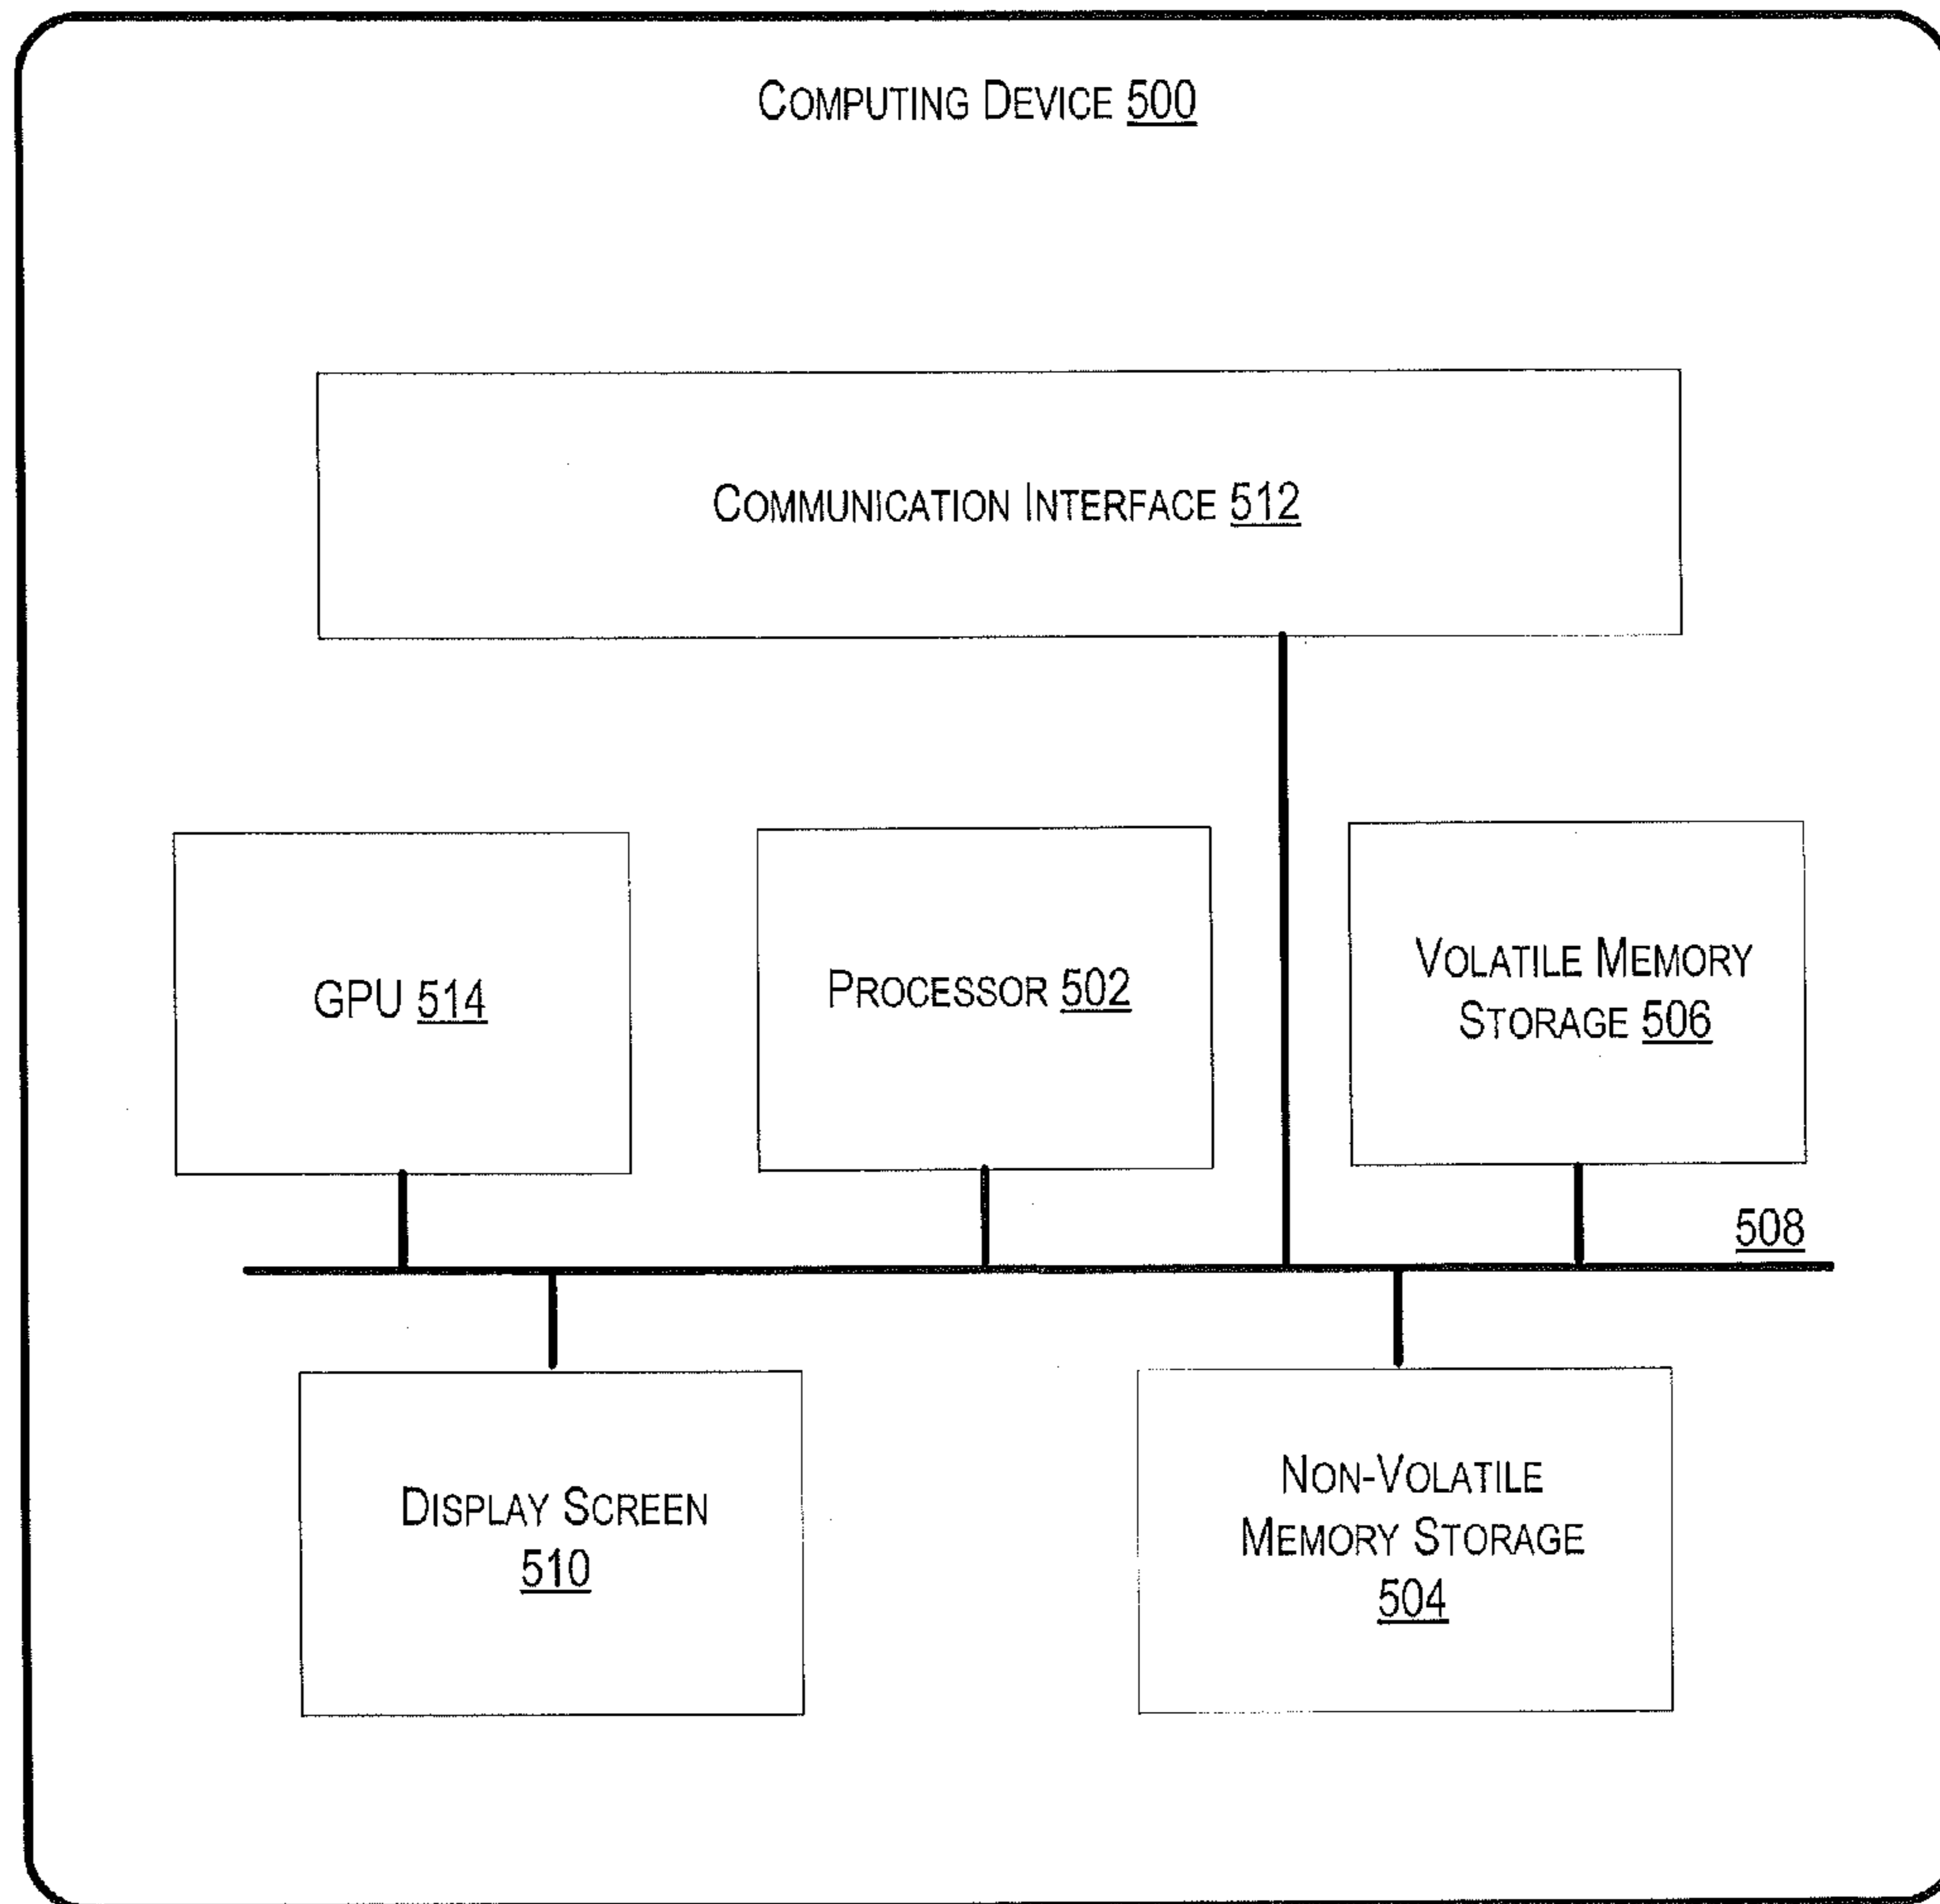 COMPUTING DEVICE 500
COMMUNICATION INTERFACE 512
GPU 514
PROCESSOR 502
VOLATILE MEMORY
STORAGE 506
508
DISPLAY SCREEN
510
NON-VOLATILE
MEMORY STORAGE
504